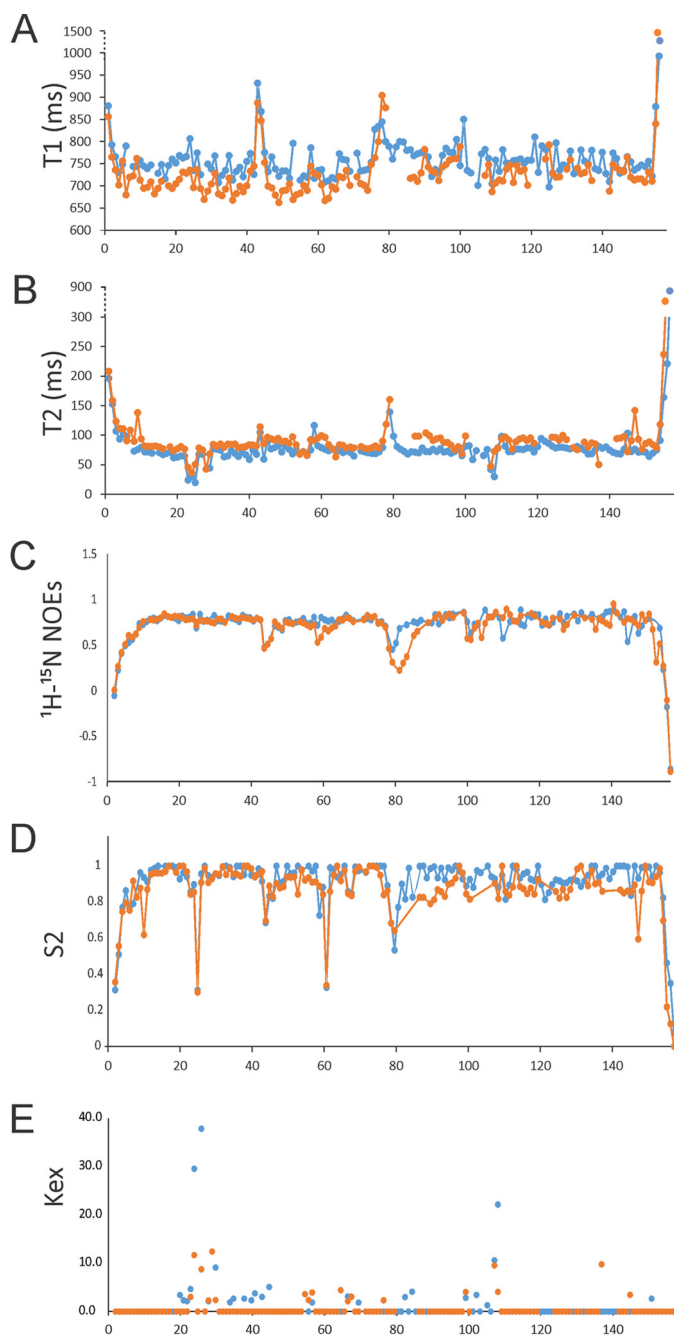 A
T1 (ms)
1500
1000
950
900
850
800
750
700
650
600
0 20 40 60 80 100 120 140
B
T2 (ms)
900
300
200
150
100
50
0
0 20 40 60 80 100 120 140
C
¹H-¹⁵N NOEs
1.5
1
0.5
0
-0.5
-1
0 20 40 60 80 100 120 140
D
S2
1
0.8
0.6
0.4
0.2
0
0 20 40 60 80 100 120 140
E
Kex
40.0
30.0
20.0
10.0
0.0
0 20 40 60 80 100 120 140